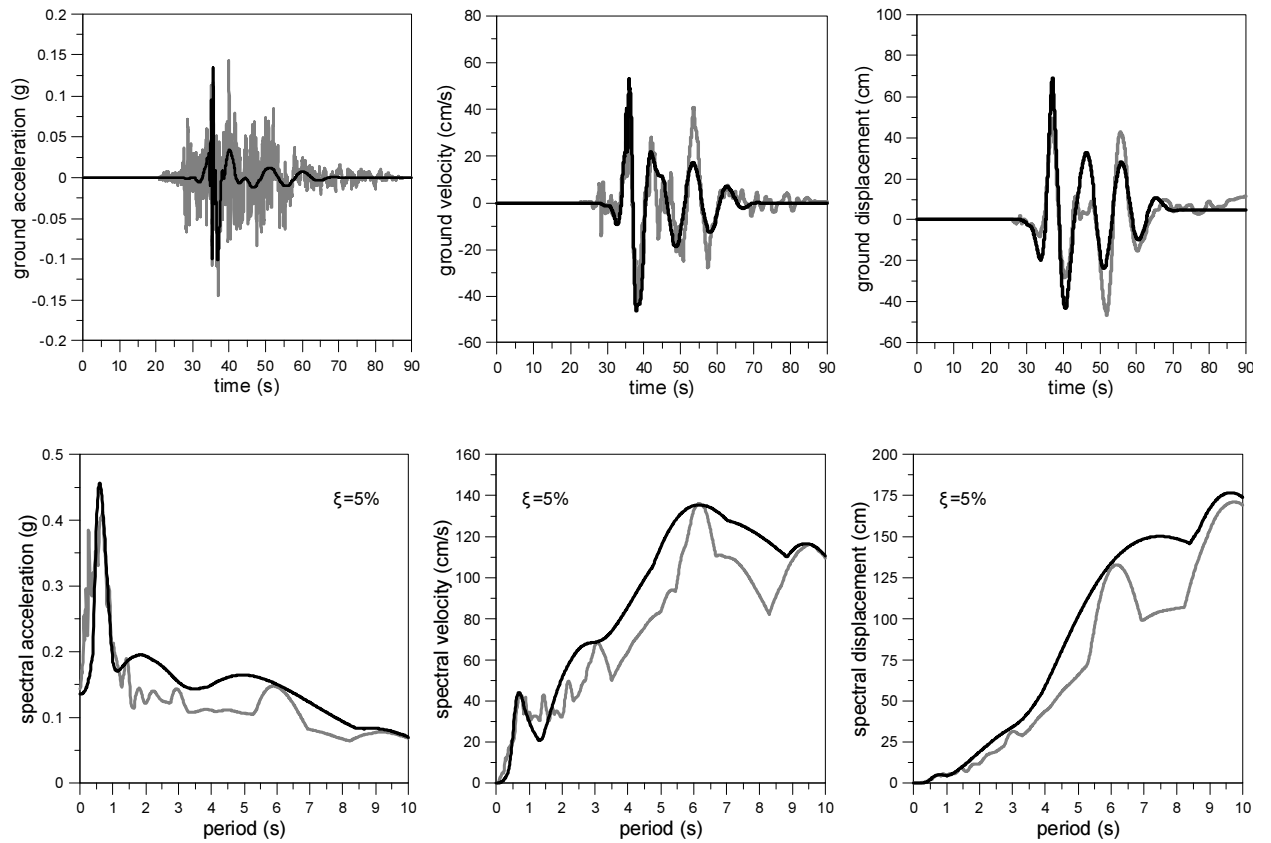 0.2
0.15
0.1
0.05
0
-0.05
-0.1
-0.15
-0.2
ground acceleration (g)
0 10 20 30 40 50 60 70 80 90
time (s)
80
60
40
20
0
-20
-40
-60
ground velocity (cm/s)
0 10 20 30 40 50 60 70 80 90
time (s)
100
80
60
40
20
0
-20
-40
-60
ground displacement (cm)
0 10 20 30 40 50 60 70 80 90
time (s)
0.5
0.4
0.3
0.2
0.1
0
spectral acceleration (g)
ξ=5%
0 1 2 3 4 5 6 7 8 9 10
period (s)
160
140
120
100
80
60
40
20
0
spectral velocity (cm/s)
ξ=5%
0 1 2 3 4 5 6 7 8 9 10
period (s)
200
175
150
125
100
75
50
25
0
spectral displacement (cm)
ξ=5%
0 1 2 3 4 5 6 7 8 9 10
period (s)